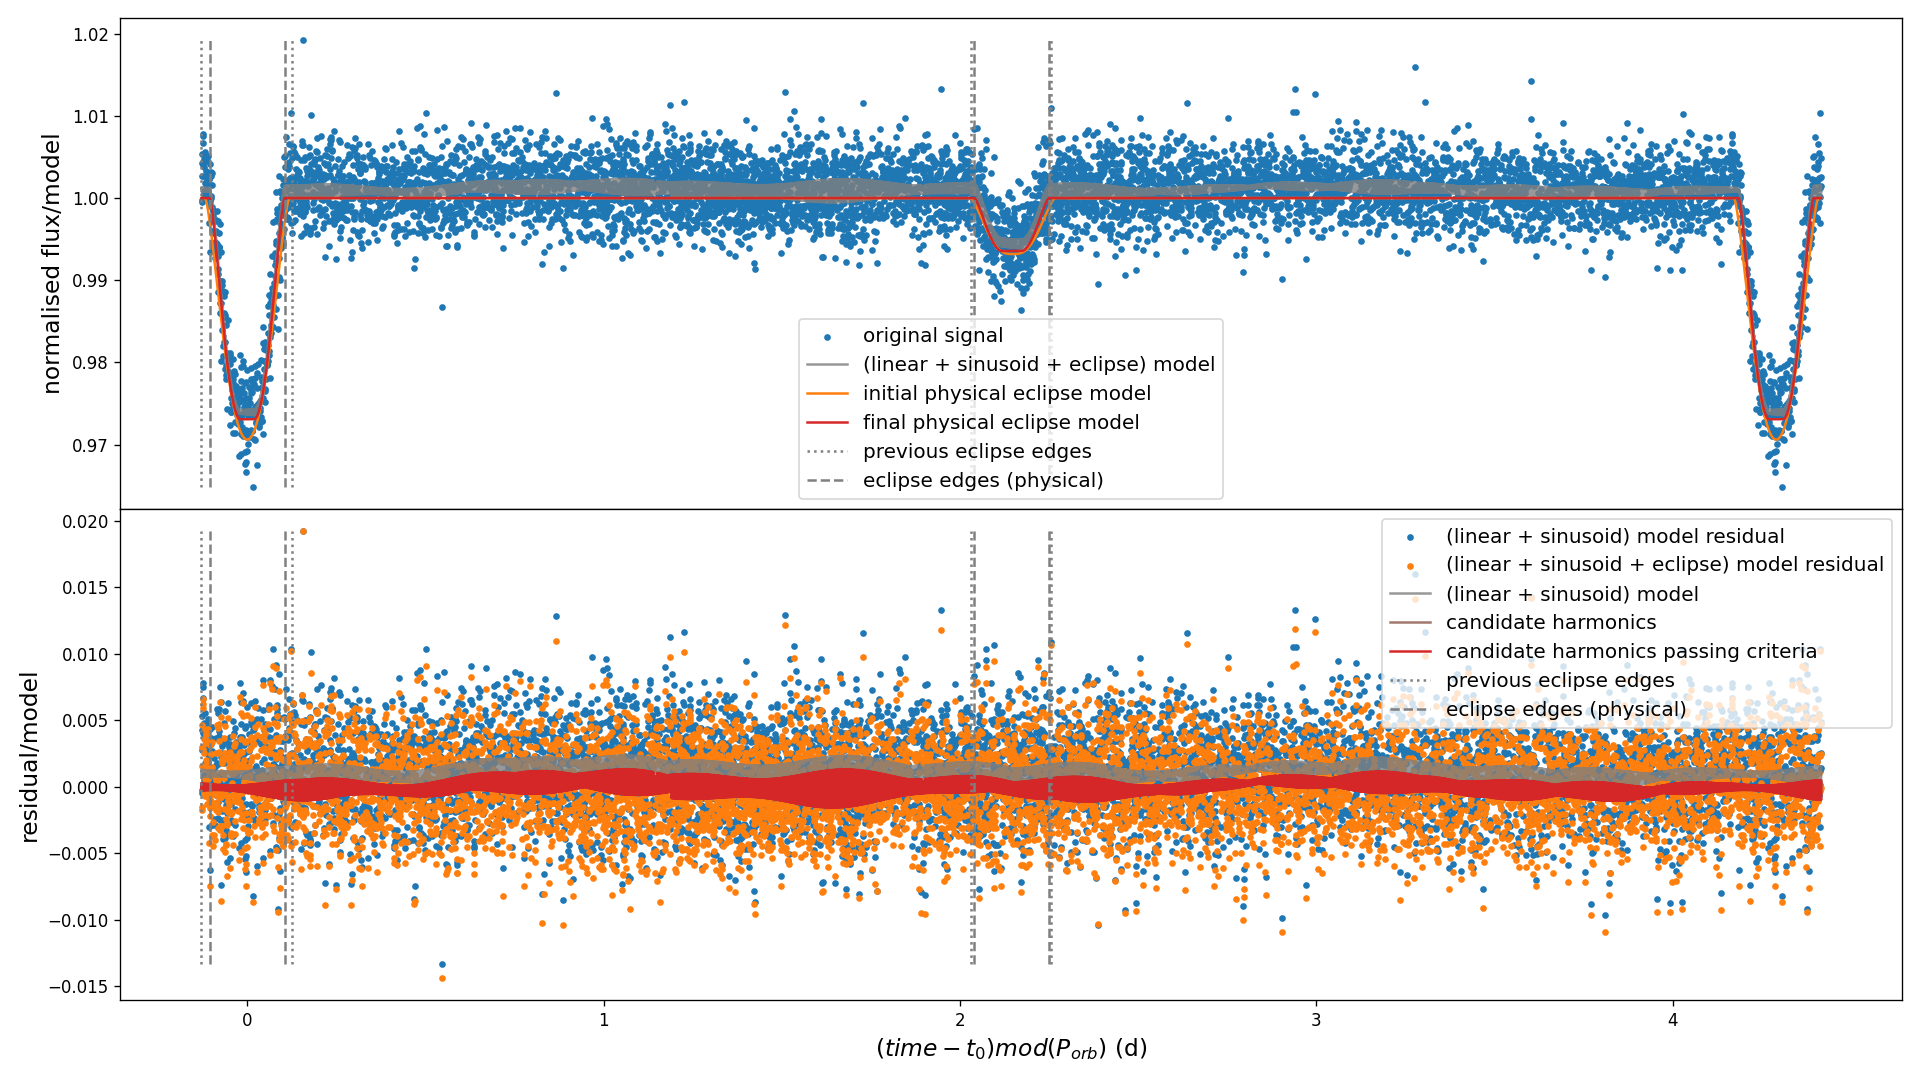 normalised flux/model
1.02
1.01
1.00
0.99
0.98
0.97
original signal
(linear + sinusoid + eclipse) model
initial physical eclipse model
final physical eclipse model
previous eclipse edges
eclipse edges (physical)
residual/model
0.020
0.015
0.010
0.005
0.000
−0.005
−0.010
−0.015
(linear + sinusoid) model residual
(linear + sinusoid + eclipse) model residual
(linear + sinusoid) model
candidate harmonics
candidate harmonics passing criteria
previous eclipse edges
eclipse edges (physical)
0 1 2 3 4
(time − t₀)mod(Pₒᵣb) (d)